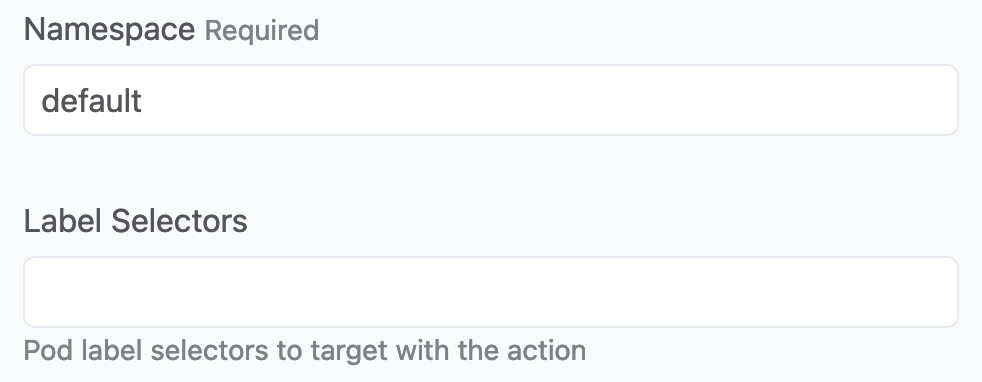 Namespace Required
default
Label Selectors
Pod label selectors to target with the action